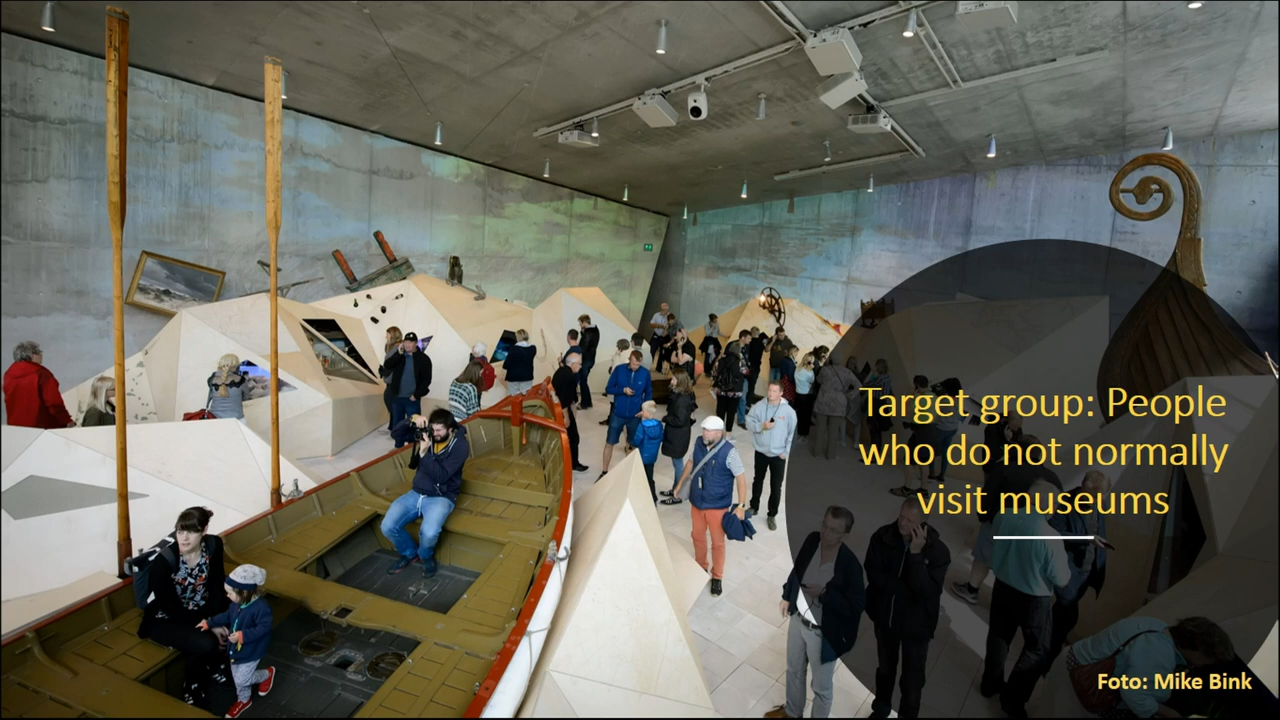 Target group: People
who do not normally
visit museums
Foto: Mike Bink